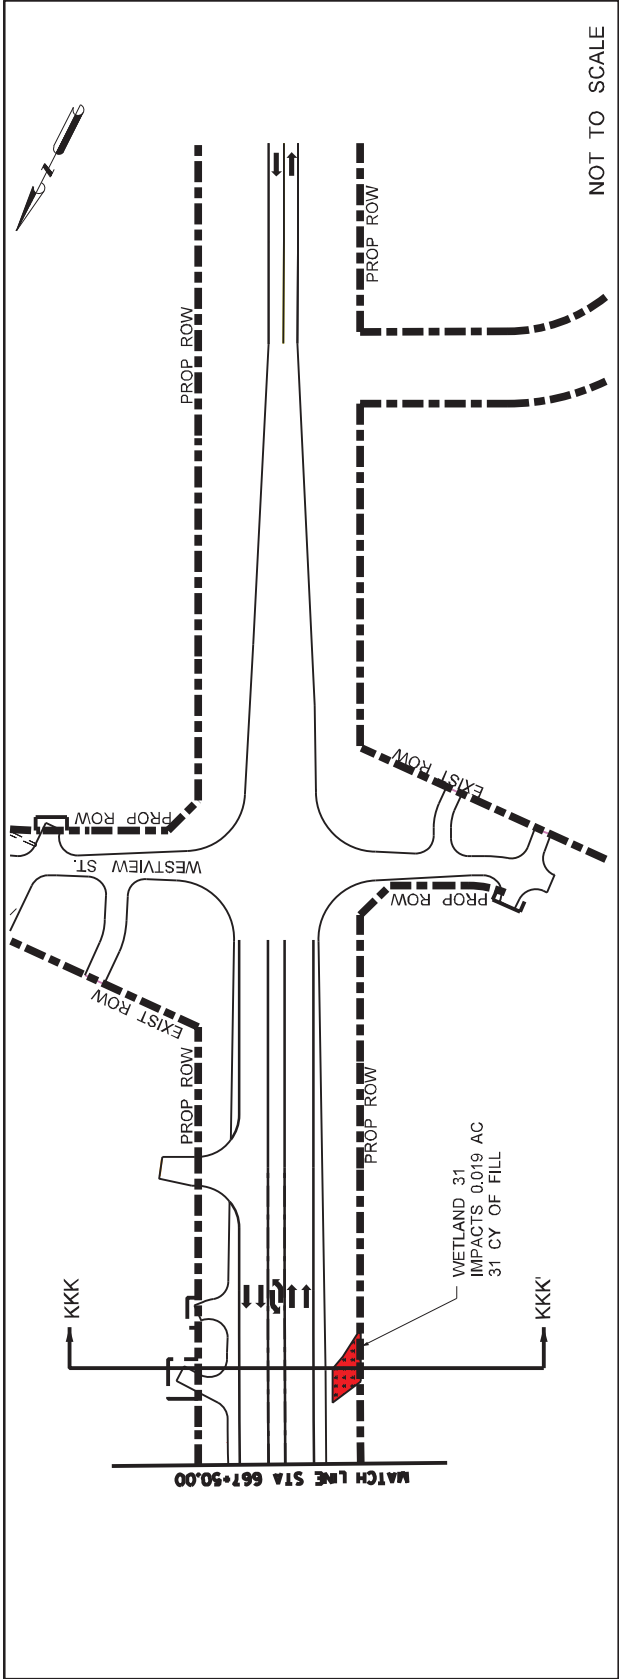 NOT TO SCALE
N
PROP ROW
PROP ROW
EXIST ROW
PROP ROW
WESTVIEW ST.
PROP ROW
EXIST ROW
PROP ROW
PROP ROW
WETLAND 31
IMPACTS 0.019 AC
31 CY OF FILL
KKK
KKK'
MATCH LINE STA 667+50.00